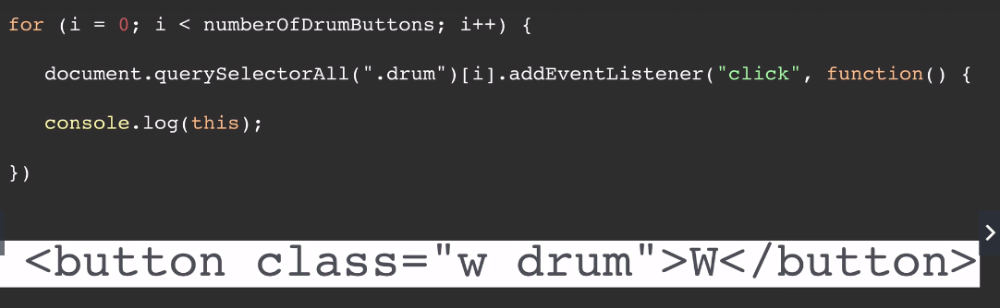 for (i = 0; i < numberOfDrumButtons; i++) {
document.querySelectorAll(".drum")[i].addEventListener("click", function() {
console.log(this);
})
<button class="w drum">W</button>